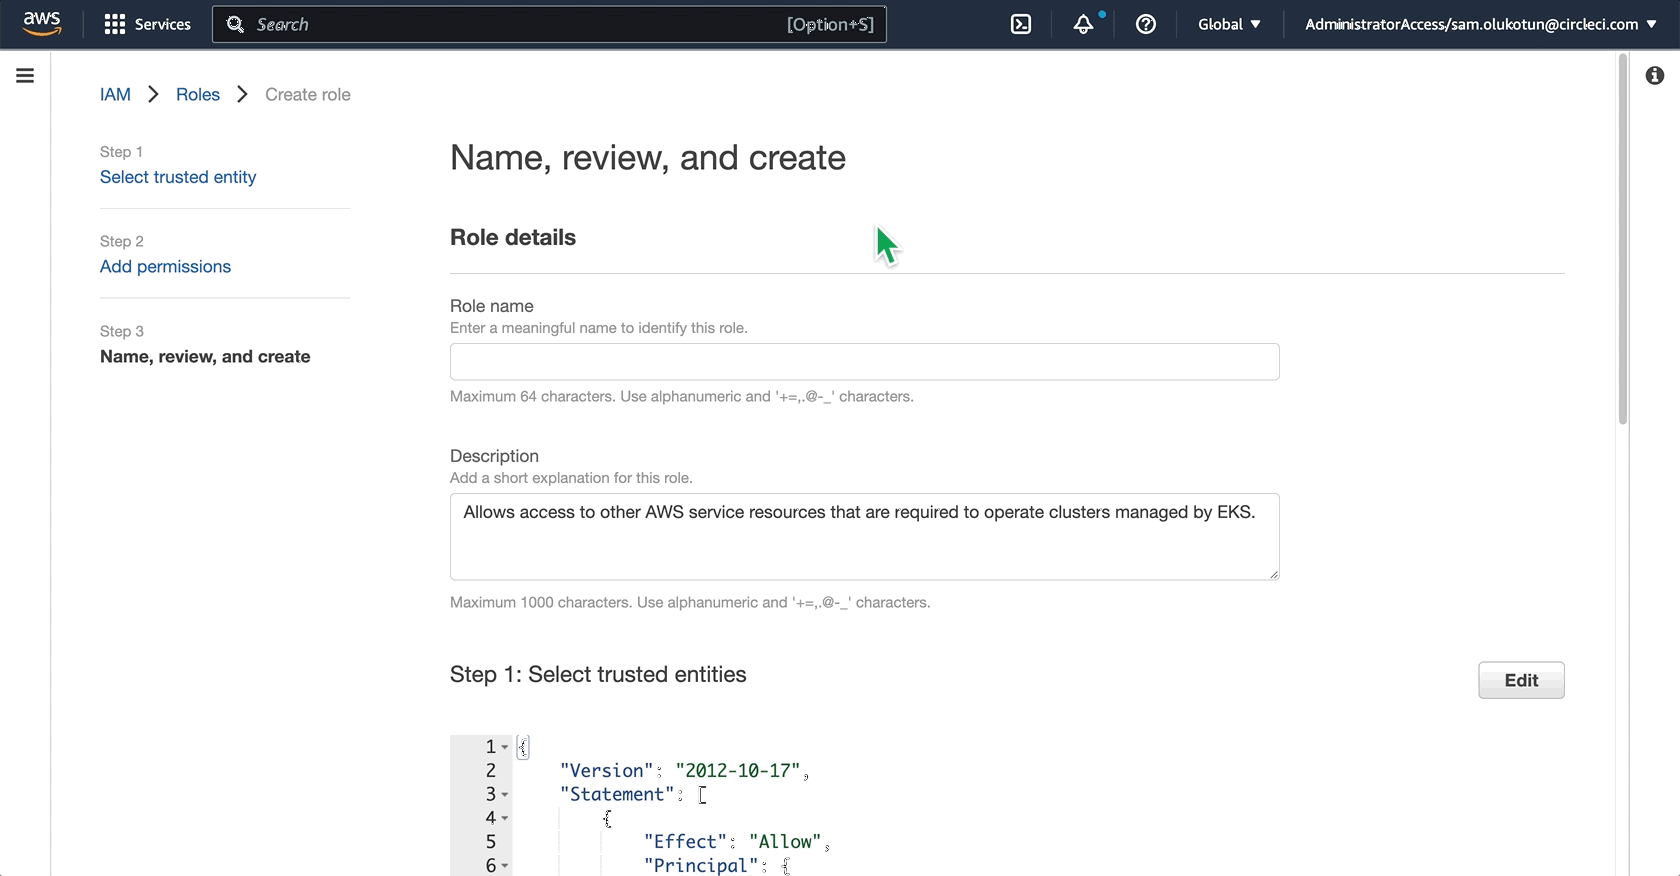 aws
Services
Search
[Option+S]
Global
AdministratorAccess/sam.olukotun@circleci.com
IAM
Roles
Create role
Step 1
Select trusted entity
Step 2
Add permissions
Step 3
Name, review, and create
Name, review, and create
Role details
Role name
Enter a meaningful name to identify this role.
Maximum 64 characters. Use alphanumeric and '+=,.@-_' characters.
Description
Add a short explanation for this role.
Allows access to other AWS service resources that are required to operate clusters managed by EKS.
Maximum 1000 characters. Use alphanumeric and '+=,.@-_' characters.
Step 1: Select trusted entities
Edit
1 {
2 "Version": "2012-10-17",
3 "Statement": [
4 {
5 "Effect": "Allow",
6 "Principal": {